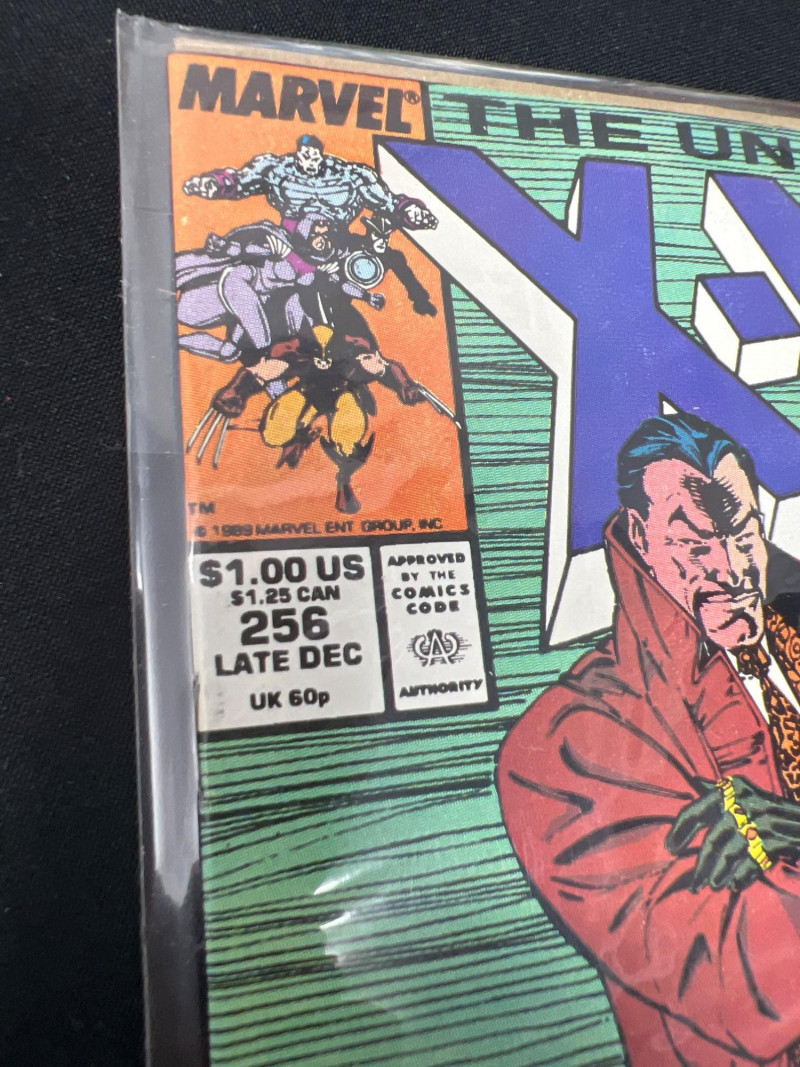 MARVEL®
THE UN
X-
TM
© 1989 MARVEL ENT. GROUP, INC.
$1.00 US
$1.25 CAN
256
LATE DEC
UK 60p
APPROVED
BY THE
COMICS
CODE
AUTHORITY